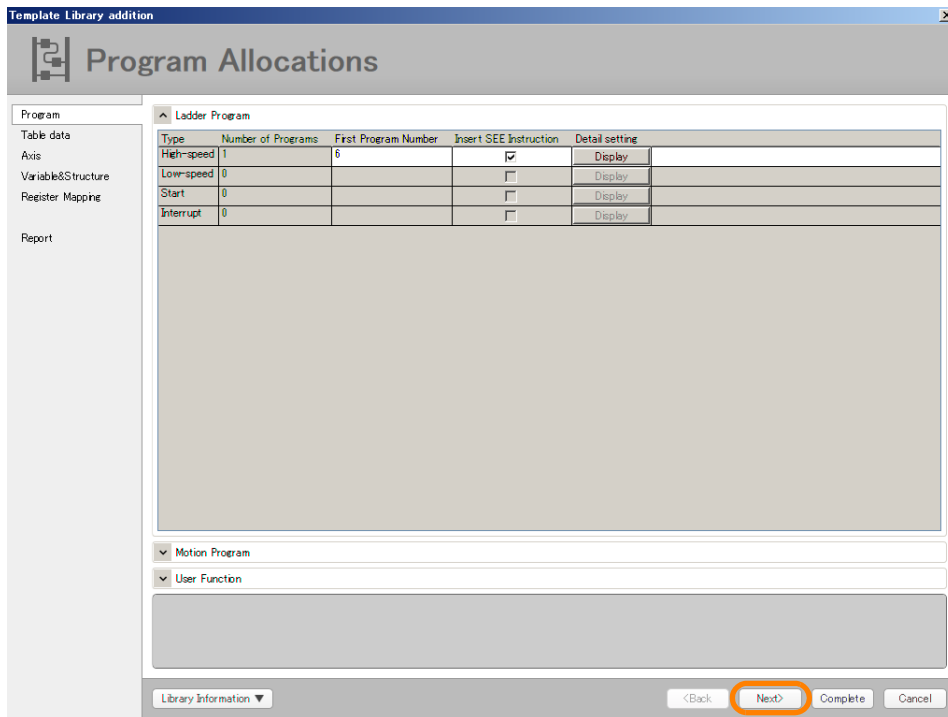 Template Library addition
Program Allocations
Program
Table data
Axis
Variable&Structure
Register Mapping
Report
Ladder Program
Type Number of Programs First Program Number Insert SEE Instruction Detail setting
High-speed 1 6 Display
Low-speed 0 Display
Start 0 Display
Interrupt 0 Display
Motion Program
User Function
Library Information ▼ <Back Next> Complete Cancel